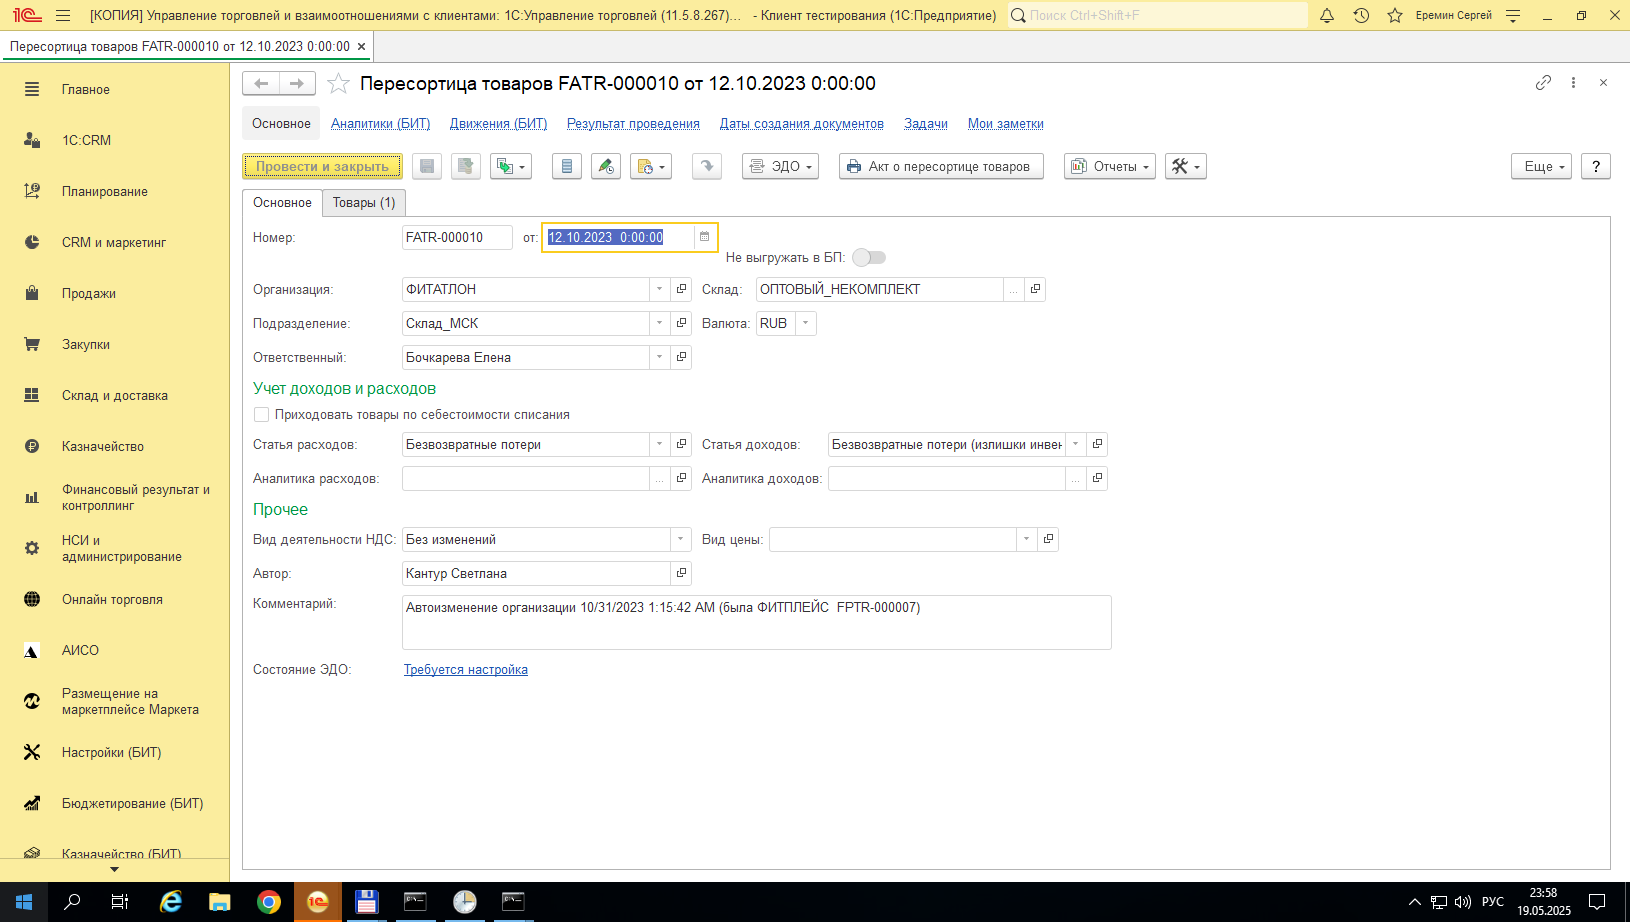 [КОПИЯ] Управление торговлей и взаимоотношениями с клиентами: 1С:Управление торговлей (11.5.8.267)... - Клиент тестирования (1С:Предприятие)
Поиск Ctrl+Shift+F
Еремин Сергей
Пересортица товаров FATR-000010 от 12.10.2023 0:00:00 ×
Главное
1C:CRM
Планирование
CRM и маркетинг
Продажи
Закупки
Склад и доставка
Казначейство
Финансовый результат и
контроллинг
НСИ и
администрирование
Онлайн торговля
АИСО
Размещение на
маркетплейсе Маркета
Настройки (БИТ)
Бюджетирование (БИТ)
Казначейство (БИТ)
Пересортица товаров FATR-000010 от 12.10.2023 0:00:00
Основное Аналитики (БИТ) Движения (БИТ) Результат проведения Даты создания документов Задачи Мои заметки
Провести и закрыть ЭДО Акт о пересортице товаров Отчеты Еще ?
Основное Товары (1)
Номер: FATR-000010 от: 12.10.2023 0:00:00
Не выгружать в БП:
Организация: ФИТАТЛОН Склад: ОПТОВЫЙ_НЕКОМПЛЕКТ ...
Подразделение: Склад_МСК Валюта: RUB
Ответственный: Бочкарева Елена
Учет доходов и расходов
Приходовать товары по себестоимости списания
Статья расходов: Безвозвратные потери Статья доходов: Безвозвратные потери (излишки инвен
Аналитика расходов: ... Аналитика доходов: ...
Прочее
Вид деятельности НДС: Без изменений Вид цены:
Автор: Кантур Светлана
Комментарий: Автоизменение организации 10/31/2023 1:15:42 AM (была ФИТПЛЕЙС  FPTR-000007)
Состояние ЭДО: Требуется настройка
РУС
23:58
19.05.2025